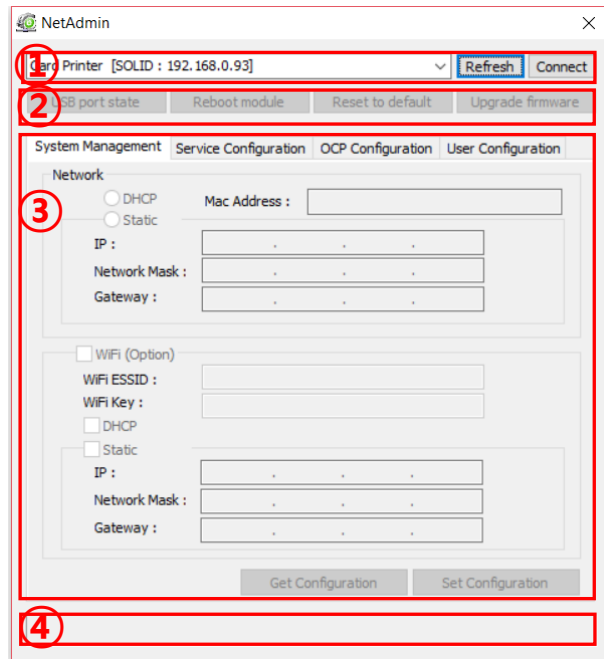 NetAdmin
① Card Printer [SOLID : 192.168.0.93] Refresh Connect
② USB port state Reboot module Reset to default Upgrade firmware
System Management Service Configuration OCP Configuration User Configuration
Network
③
DHCP Mac Address :
Static
IP : . . .
Network Mask : . . .
Gateway : . . .
WiFi (Option)
WiFi ESSID :
WiFi Key :
DHCP
Static
IP : . . .
Network Mask : . . .
Gateway : . . .
Get Configuration Set Configuration
④